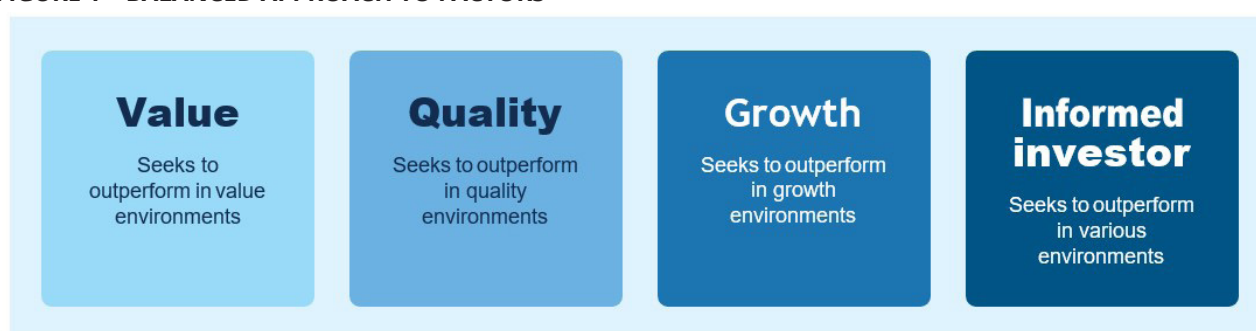 Value
Seeks to
outperform in value
environments
Quality
Seeks to outperform
in quality
environments
Growth
Seeks to outperform
in growth
environments
Informed
investor
Seeks to outperform
in various
environments